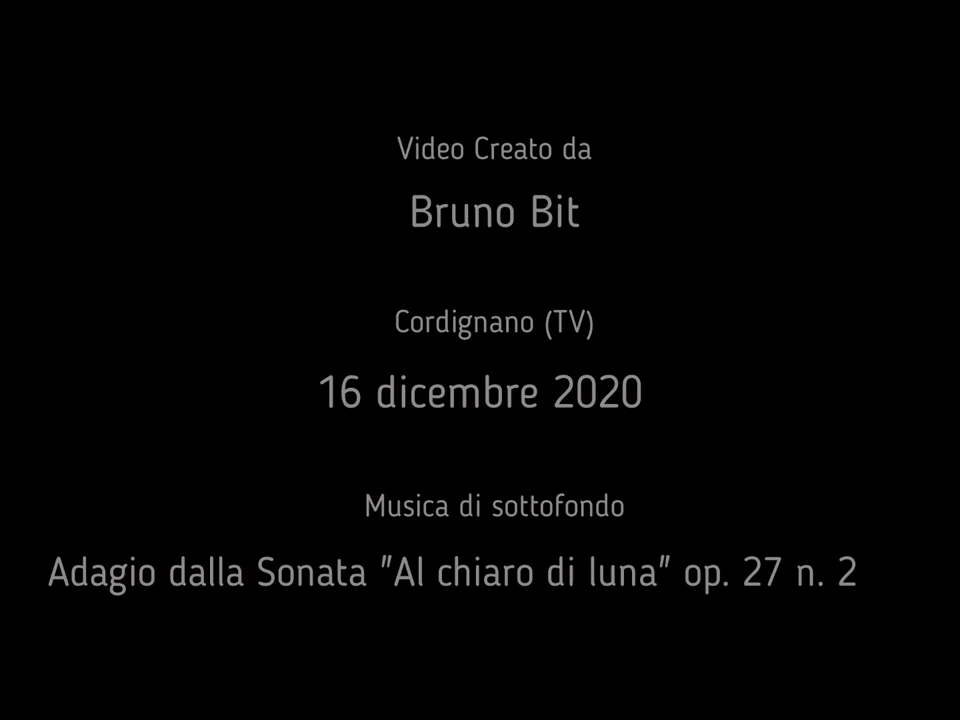 Video Creato da
Bruno Bit
Cordignano (TV)
16 dicembre 2020
Musica di sottofondo
Adagio dalla Sonata "Al chiaro di luna" op. 27 n. 2